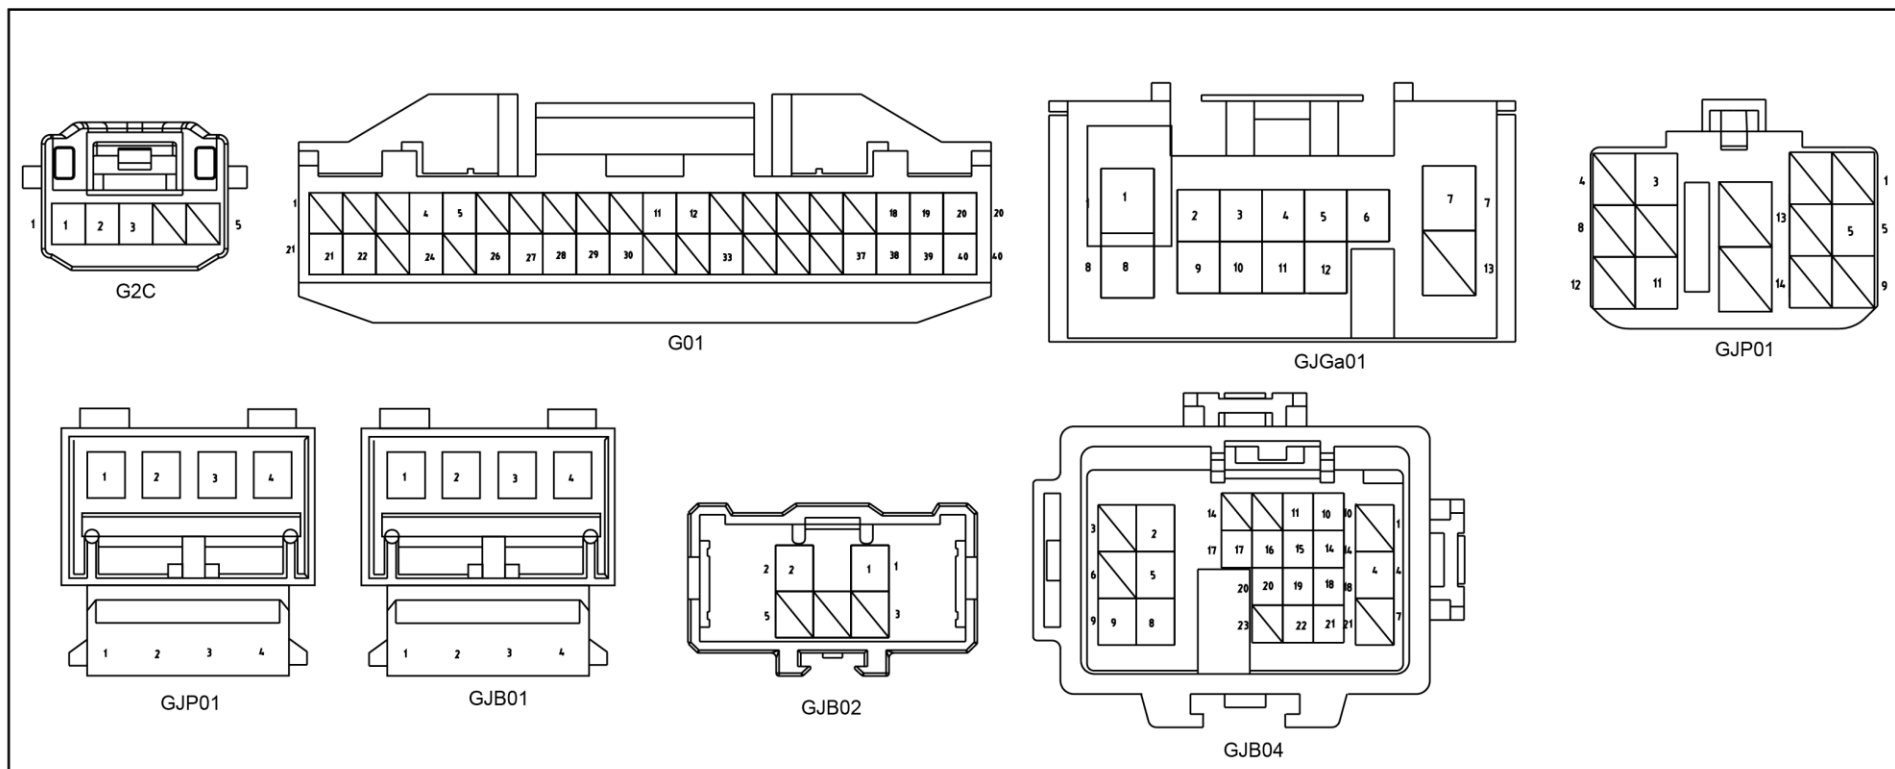 1 1 2 3 5
G2C
1 4 5 11 12 18 19 20 20
21 21 22 24 26 27 28 29 30 33 37 38 39 40 40
G01
1 1 2 3 4 5 6 7 7
8 8 9 10 11 12 13
GJGa01
4 3 13 1
8 5 5
12 11 14 9
GJP01
1 2 3 4
1 2 3 4
GJP01
1 2 3 4
1 2 3 4
GJB01
2 2 1 1
5 3
GJB02
3 2 14 11 10 10 1
6 5 17 17 16 15 14 14 4 4
20 20 19 18 18
9 9 8 23 22 21 21 7
GJB04